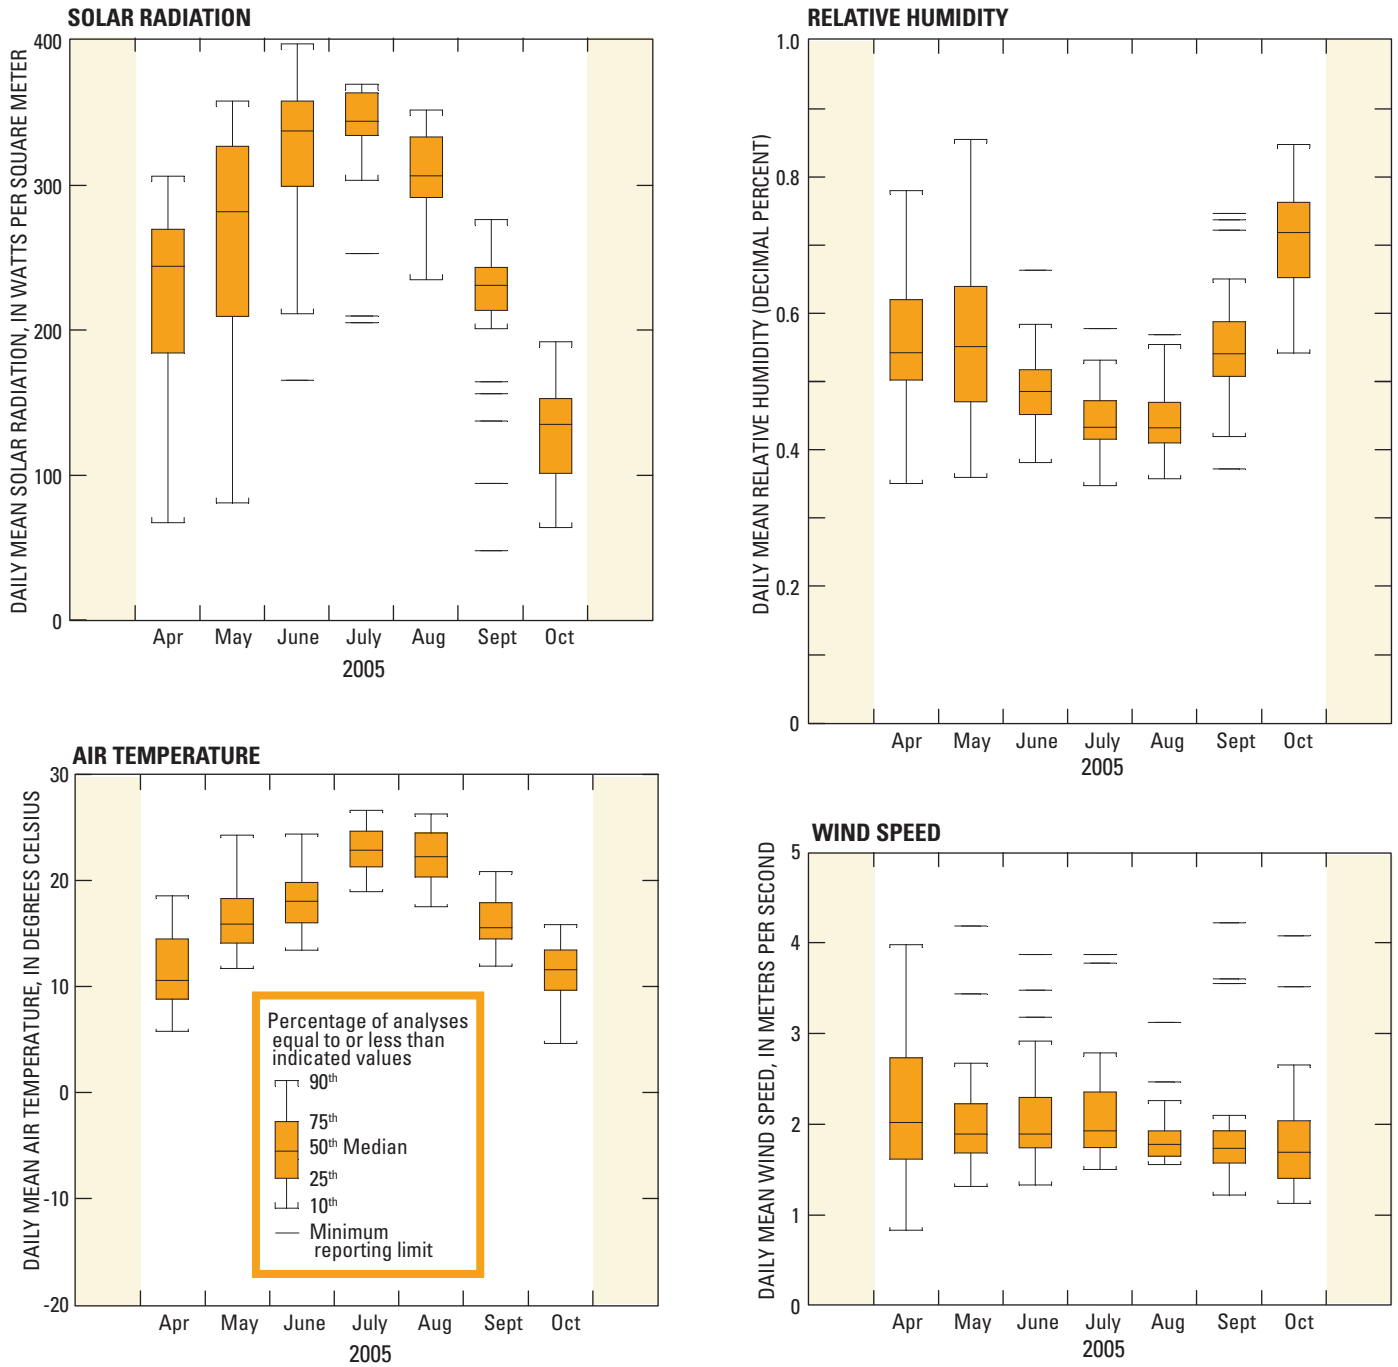 SOLAR RADIATION
DAILY MEAN SOLAR RADIATION, IN WATTS PER SQUARE METER
400
300
200
100
0
Apr May June July Aug Sept Oct
2005
RELATIVE HUMIDITY
DAILY MEAN RELATIVE HUMIDITY (DECIMAL PERCENT)
1.0
0.8
0.6
0.4
0.2
0
Apr May June July Aug Sept Oct
2005
AIR TEMPERATURE
DAILY MEAN AIR TEMPERATURE, IN DEGREES CELSIUS
30
20
10
0
-10
-20
Percentage of analyses
equal to or less than
indicated values
90th
75th
50th Median
25th
10th
Minimum
reporting limit
Apr May June July Aug Sept Oct
2005
WIND SPEED
DAILY MEAN WIND SPEED, IN METERS PER SECOND
5
4
3
2
1
0
Apr May June July Aug Sept Oct
2005